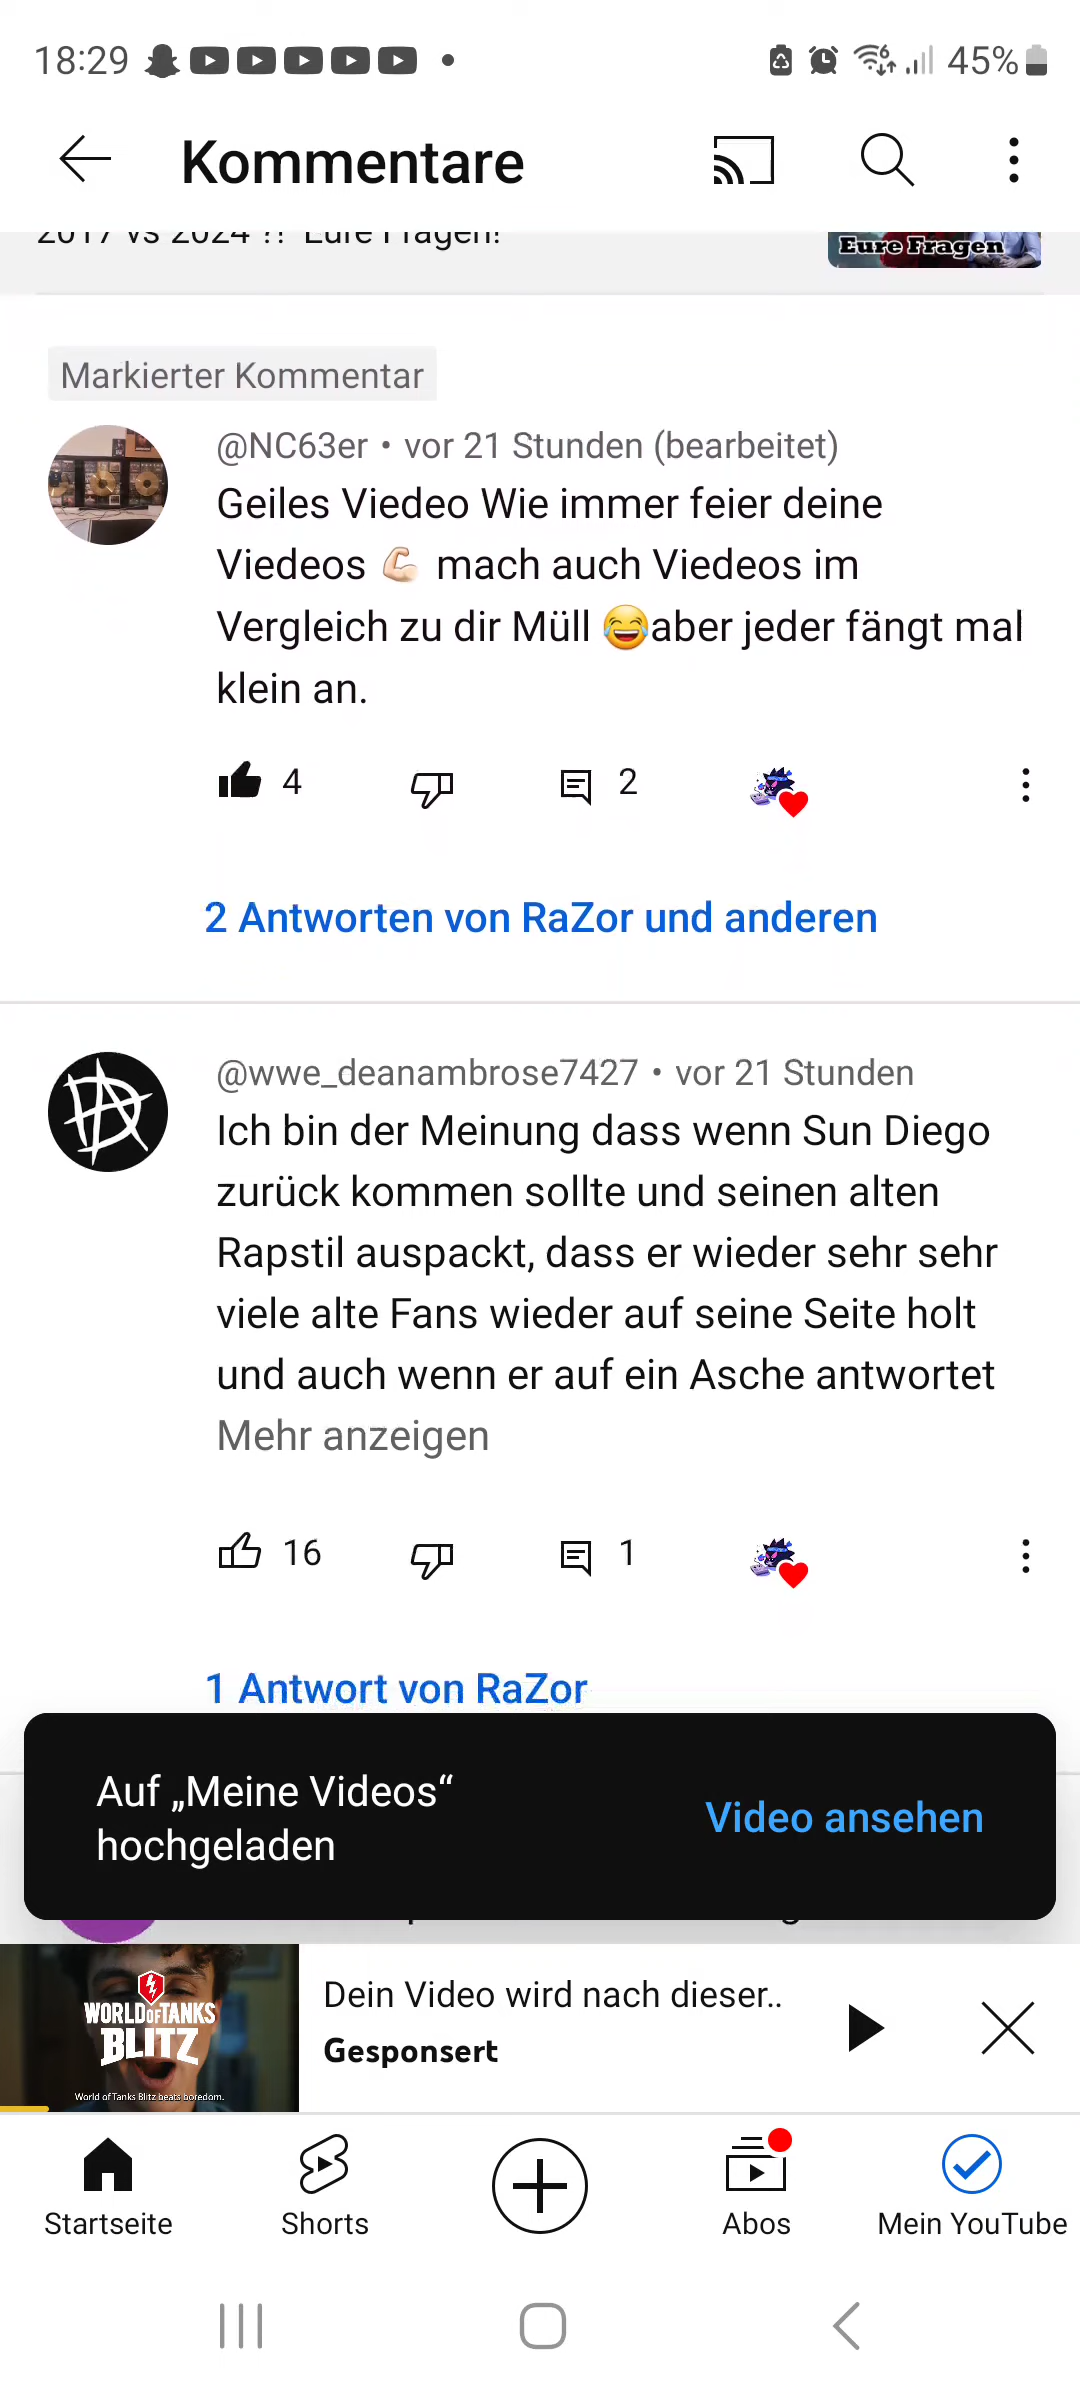 18:29
45%
Kommentare
2017 vs 2024 ?! Eure Fragen!
Eure Fragen
Markierter Kommentar
@NC63er • vor 21 Stunden (bearbeitet)
Geiles Viedeo Wie immer feier deine
Viedeos 💪🏻 mach auch Viedeos im
Vergleich zu dir Müll 😂aber jeder fängt mal
klein an.
4
2
2 Antworten von RaZor und anderen
@wwe_deanambrose7427 • vor 21 Stunden
Ich bin der Meinung dass wenn Sun Diego
zurück kommen sollte und seinen alten
Rapstil auspackt, dass er wieder sehr sehr
viele alte Fans wieder auf seine Seite holt
und auch wenn er auf ein Asche antwortet
Mehr anzeigen
16
1
1 Antwort von RaZor
Auf „Meine Videos“
hochgeladen
Video ansehen
WORLD OF TANKS
BLITZ
World of Tanks Blitz beats boredom.
Dein Video wird nach dieser..
Gesponsert
Startseite
Shorts
Abos
Mein YouTube